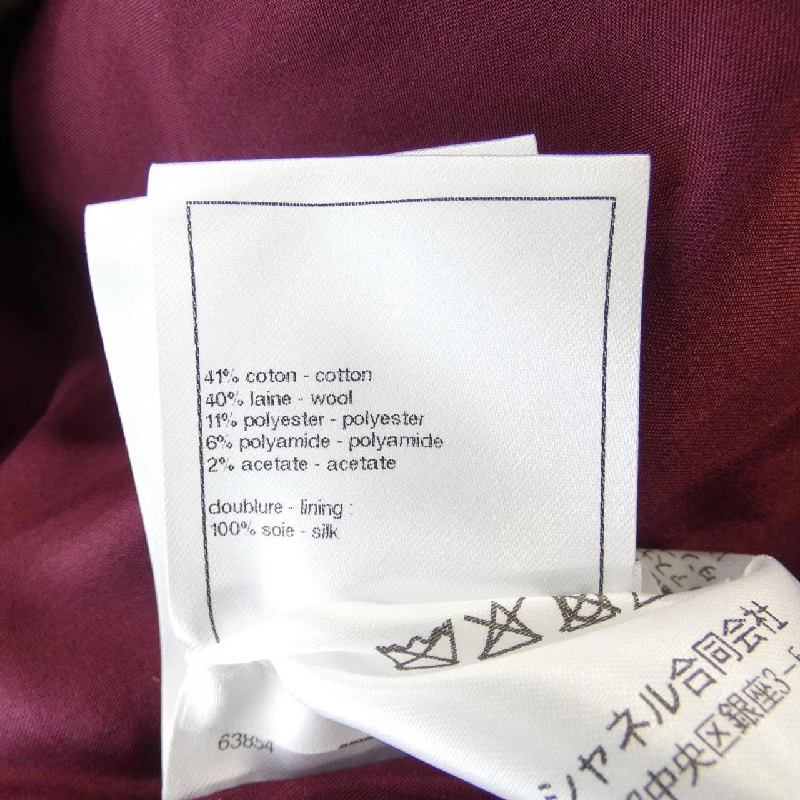 41% coton - cotton
40% laine - wool
11% polyester - polyester
6% polyamide - polyamide
2% acetate - acetate
doublure - lining :
100% soie - silk
63854
シャネル合同会社
中央区銀座3-